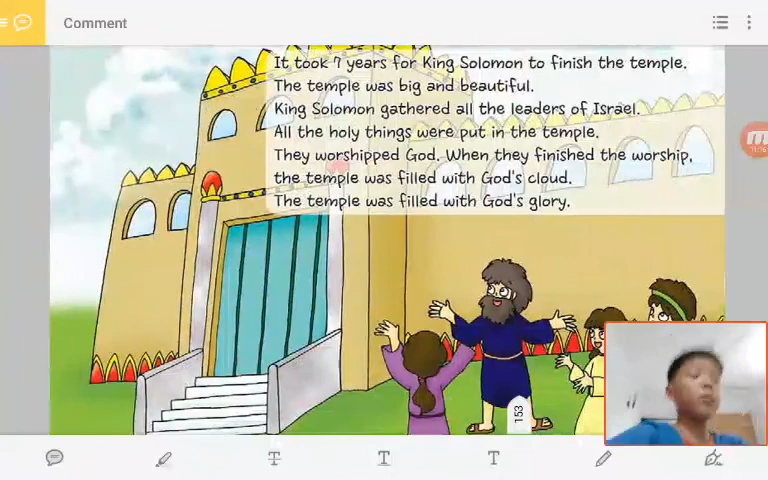 Comment
It took 7 years for King Solomon to finish the temple.
The temple was big and beautiful.
King Solomon gathered all the leaders of Israel.
All the holy things were put in the temple.
They worshipped God. When they finished the worship,
the temple was filled with God's cloud.
The temple was filled with God's glory.
153